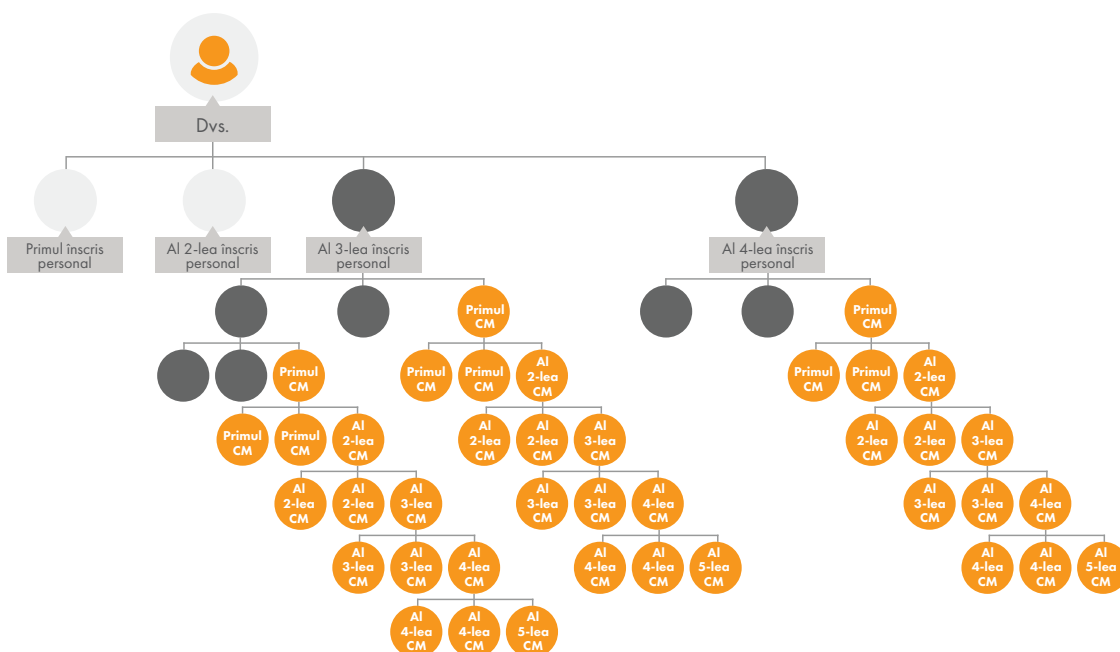 Dvs.
Primul înscris
personal
Al 2-lea înscris
personal
Al 3-lea înscris
personal
Al 4-lea înscris
personal
Primul
CM
Primul
CM
Primul
CM
Primul
CM
Primul
CM
Al
2-lea
CM
Primul
CM
Primul
CM
Al
2-lea
CM
Primul
CM
Primul
CM
Al
2-lea
CM
Al
2-lea
CM
Al
2-lea
CM
Al
3-lea
CM
Al
2-lea
CM
Al
2-lea
CM
Al
3-lea
CM
Al
2-lea
CM
Al
2-lea
CM
Al
3-lea
CM
Al
3-lea
CM
Al
3-lea
CM
Al
4-lea
CM
Al
3-lea
CM
Al
3-lea
CM
Al
4-lea
CM
Al
3-lea
CM
Al
3-lea
CM
Al
4-lea
CM
Al
4-lea
CM
Al
4-lea
CM
Al
5-lea
CM
Al
4-lea
CM
Al
4-lea
CM
Al
5-lea
CM
Al
4-lea
CM
Al
4-lea
CM
Al
5-lea
CM